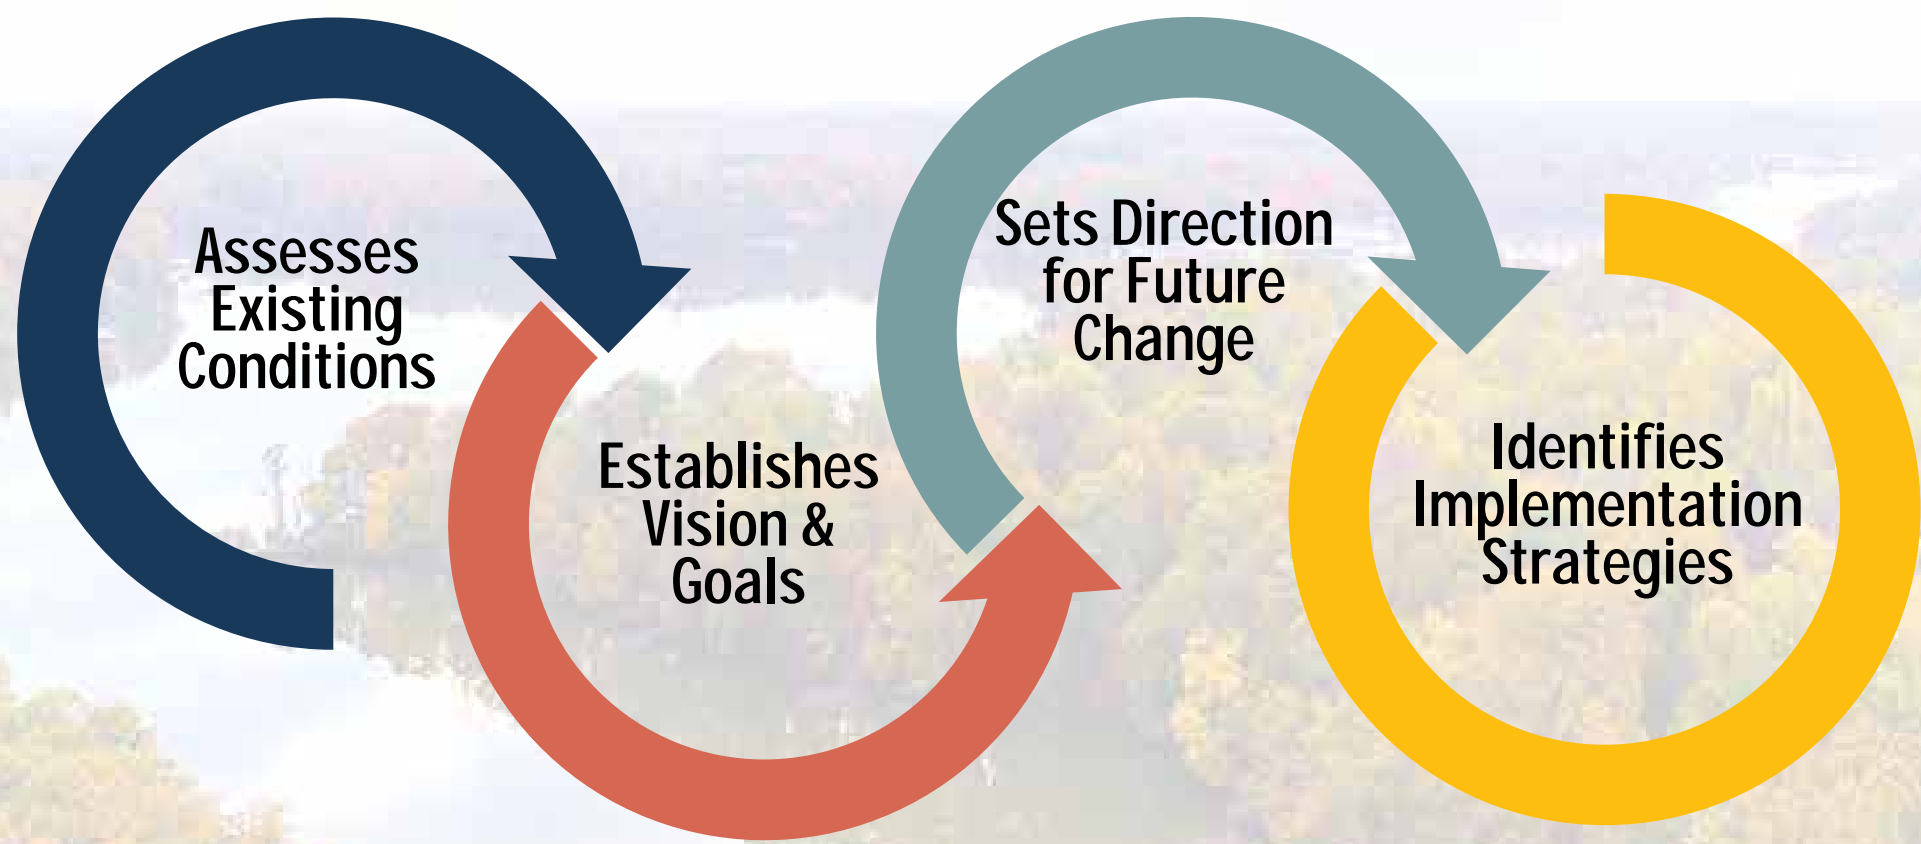 Assesses
Existing
Conditions
Establishes
Vision &
Goals
Sets Direction
for Future
Change
Identifies
Implementation
Strategies